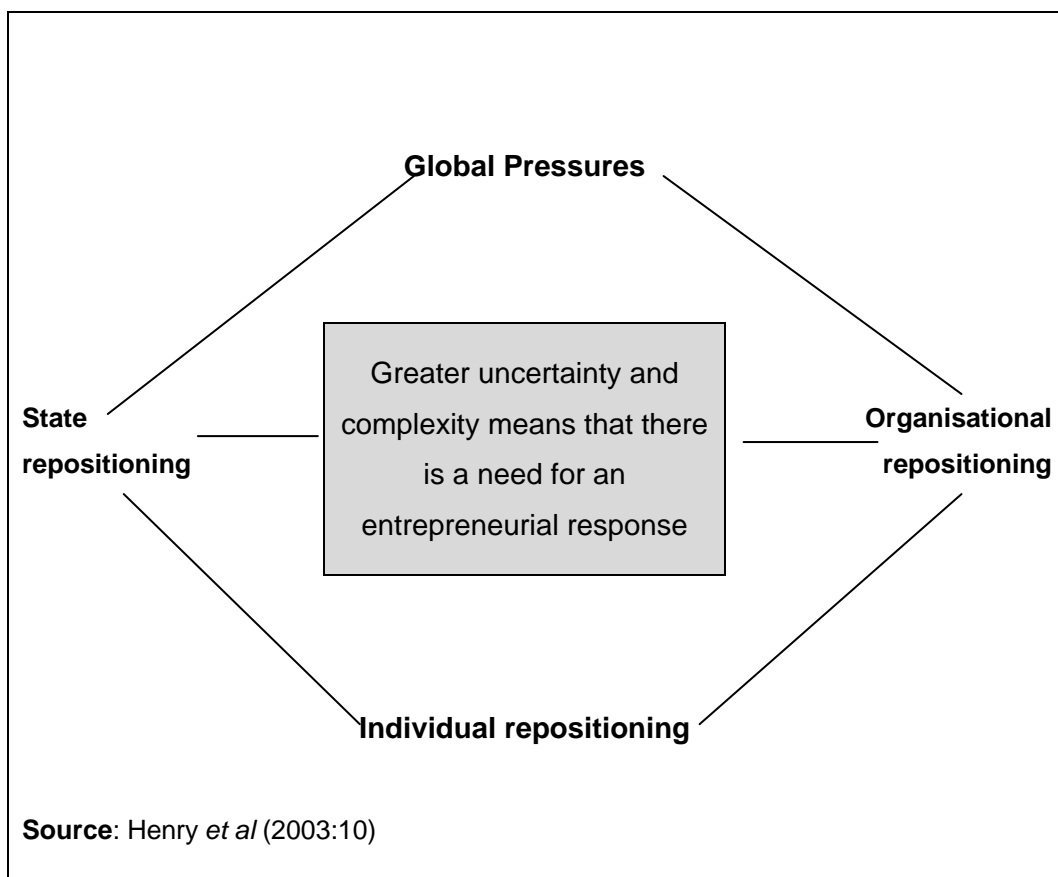 Global Pressures
Greater uncertainty and
complexity means that there
is a need for an
entrepreneurial response
State
repositioning
Organisational
repositioning
Individual repositioning
Source: Henry et al (2003:10)